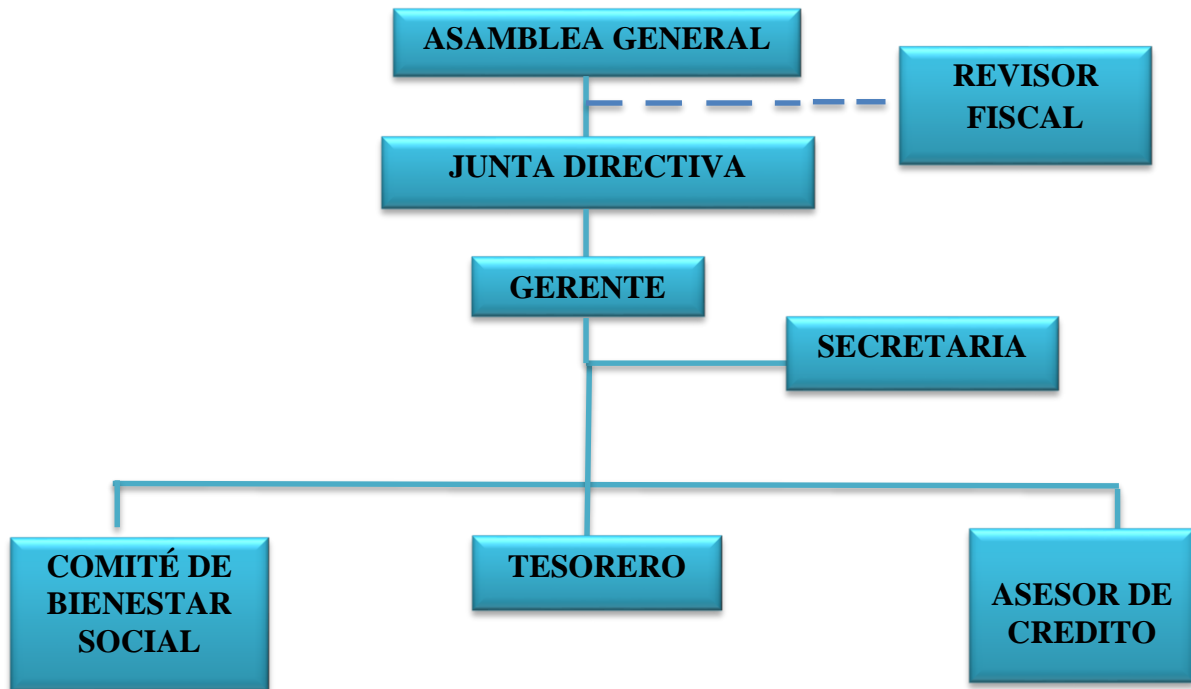 ASAMBLEA GENERAL
REVISOR
FISCAL
JUNTA DIRECTIVA
GERENTE
SECRETARIA
COMITÉ DE
BIENESTAR
SOCIAL
TESORERO
ASESOR DE
CREDITO